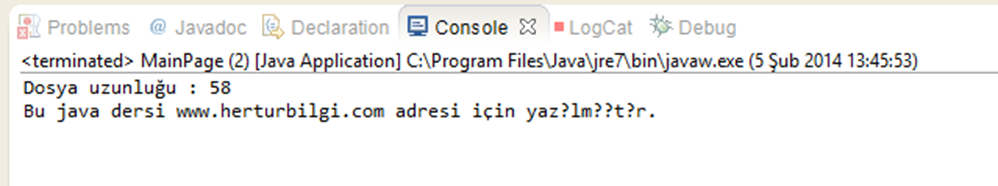 Problems @ Javadoc Declaration Console LogCat Debug
<terminated> MainPage (2) [Java Application] C:\Program Files\Java\jre7\bin\javaw.exe (5 Şub 2014 13:45:53)
Dosya uzunluğu : 58
Bu java dersi www.herturbilgi.com adresi için yaz?lm??t?r.